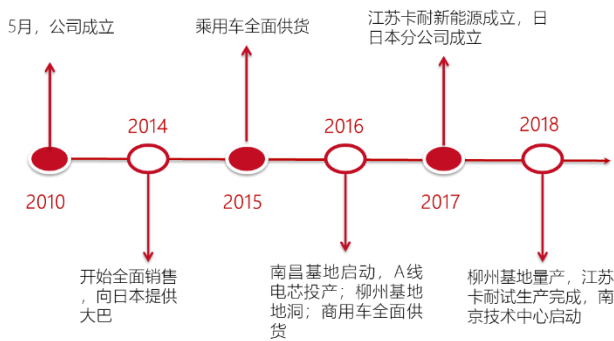 5月，公司成立
乘用车全面供货
江苏卡耐新能源成立，日
日本分公司成立
2014
2016
2018
2010
2015
2017
开始全面销售
，向日本提供
大巴
南昌基地启动，A线
电芯投产；柳州基地
地洞；商用车全面供
货
柳州基地量产，江苏
卡耐试生产完成，南
京技术中心启动